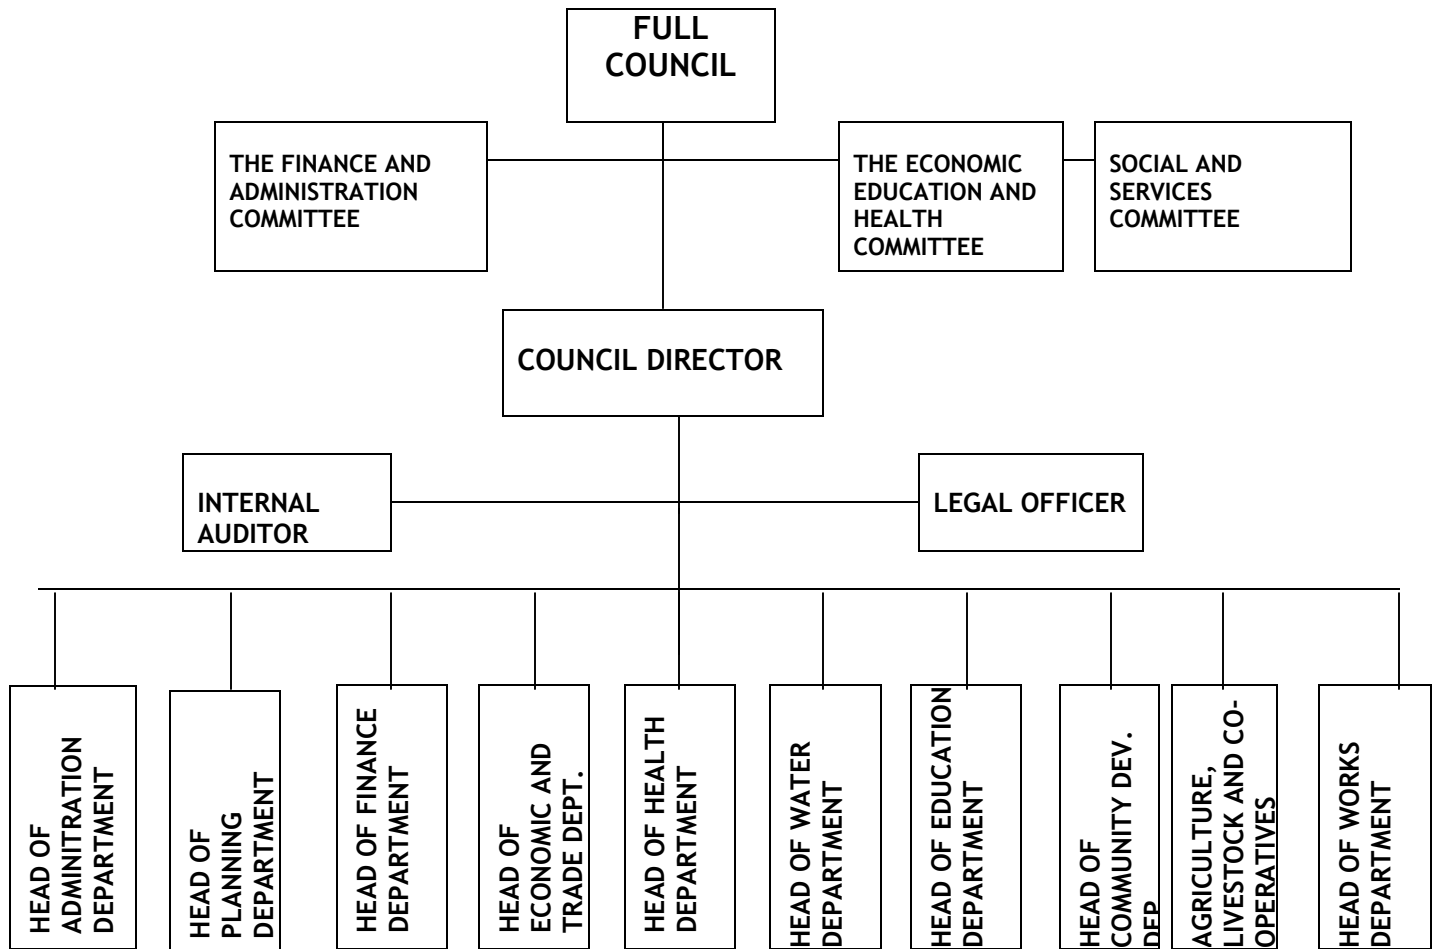 FULL
COUNCIL
THE FINANCE AND
ADMINISTRATION
COMMITTEE
THE ECONOMIC
EDUCATION AND
HEALTH
COMMITTEE
SOCIAL AND
SERVICES
COMMITTEE
COUNCIL DIRECTOR
INTERNAL
AUDITOR
LEGAL OFFICER
HEAD OF
ADMINITRATION
DEPARTMENT
HEAD OF
PLANNING
DEPARTMENT
HEAD OF FINANCE
DEPARTMENT
HEAD OF
ECONOMIC AND
TRADE DEPT.
HEAD OF HEALTH
DEPARTMENT
HEAD OF WATER
DEPARTMENT
HEAD OF EDUCATION
DEPARTMENT
HEAD OF
COMMUNITY DEV.
DEP
AGRICULTURE,
LIVESTOCK AND CO-
OPERATIVES
HEAD OF WORKS
DEPARTMENT